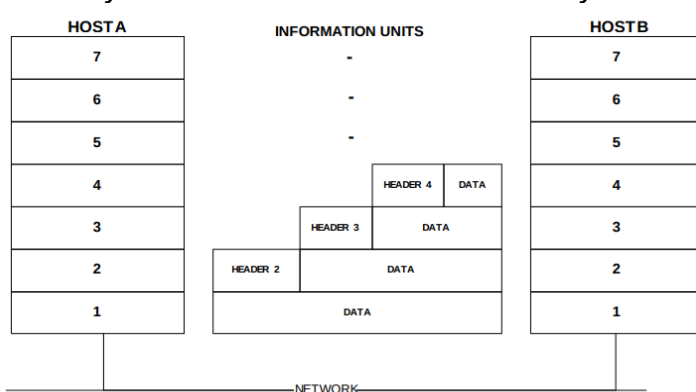 HOST A INFORMATION UNITS HOST B
7 - 7
6 - 6
5 - 5
4 HEADER 4 DATA 4
3 HEADER 3 DATA 3
2 HEADER 2 DATA 2
1 DATA 1
NETWORK